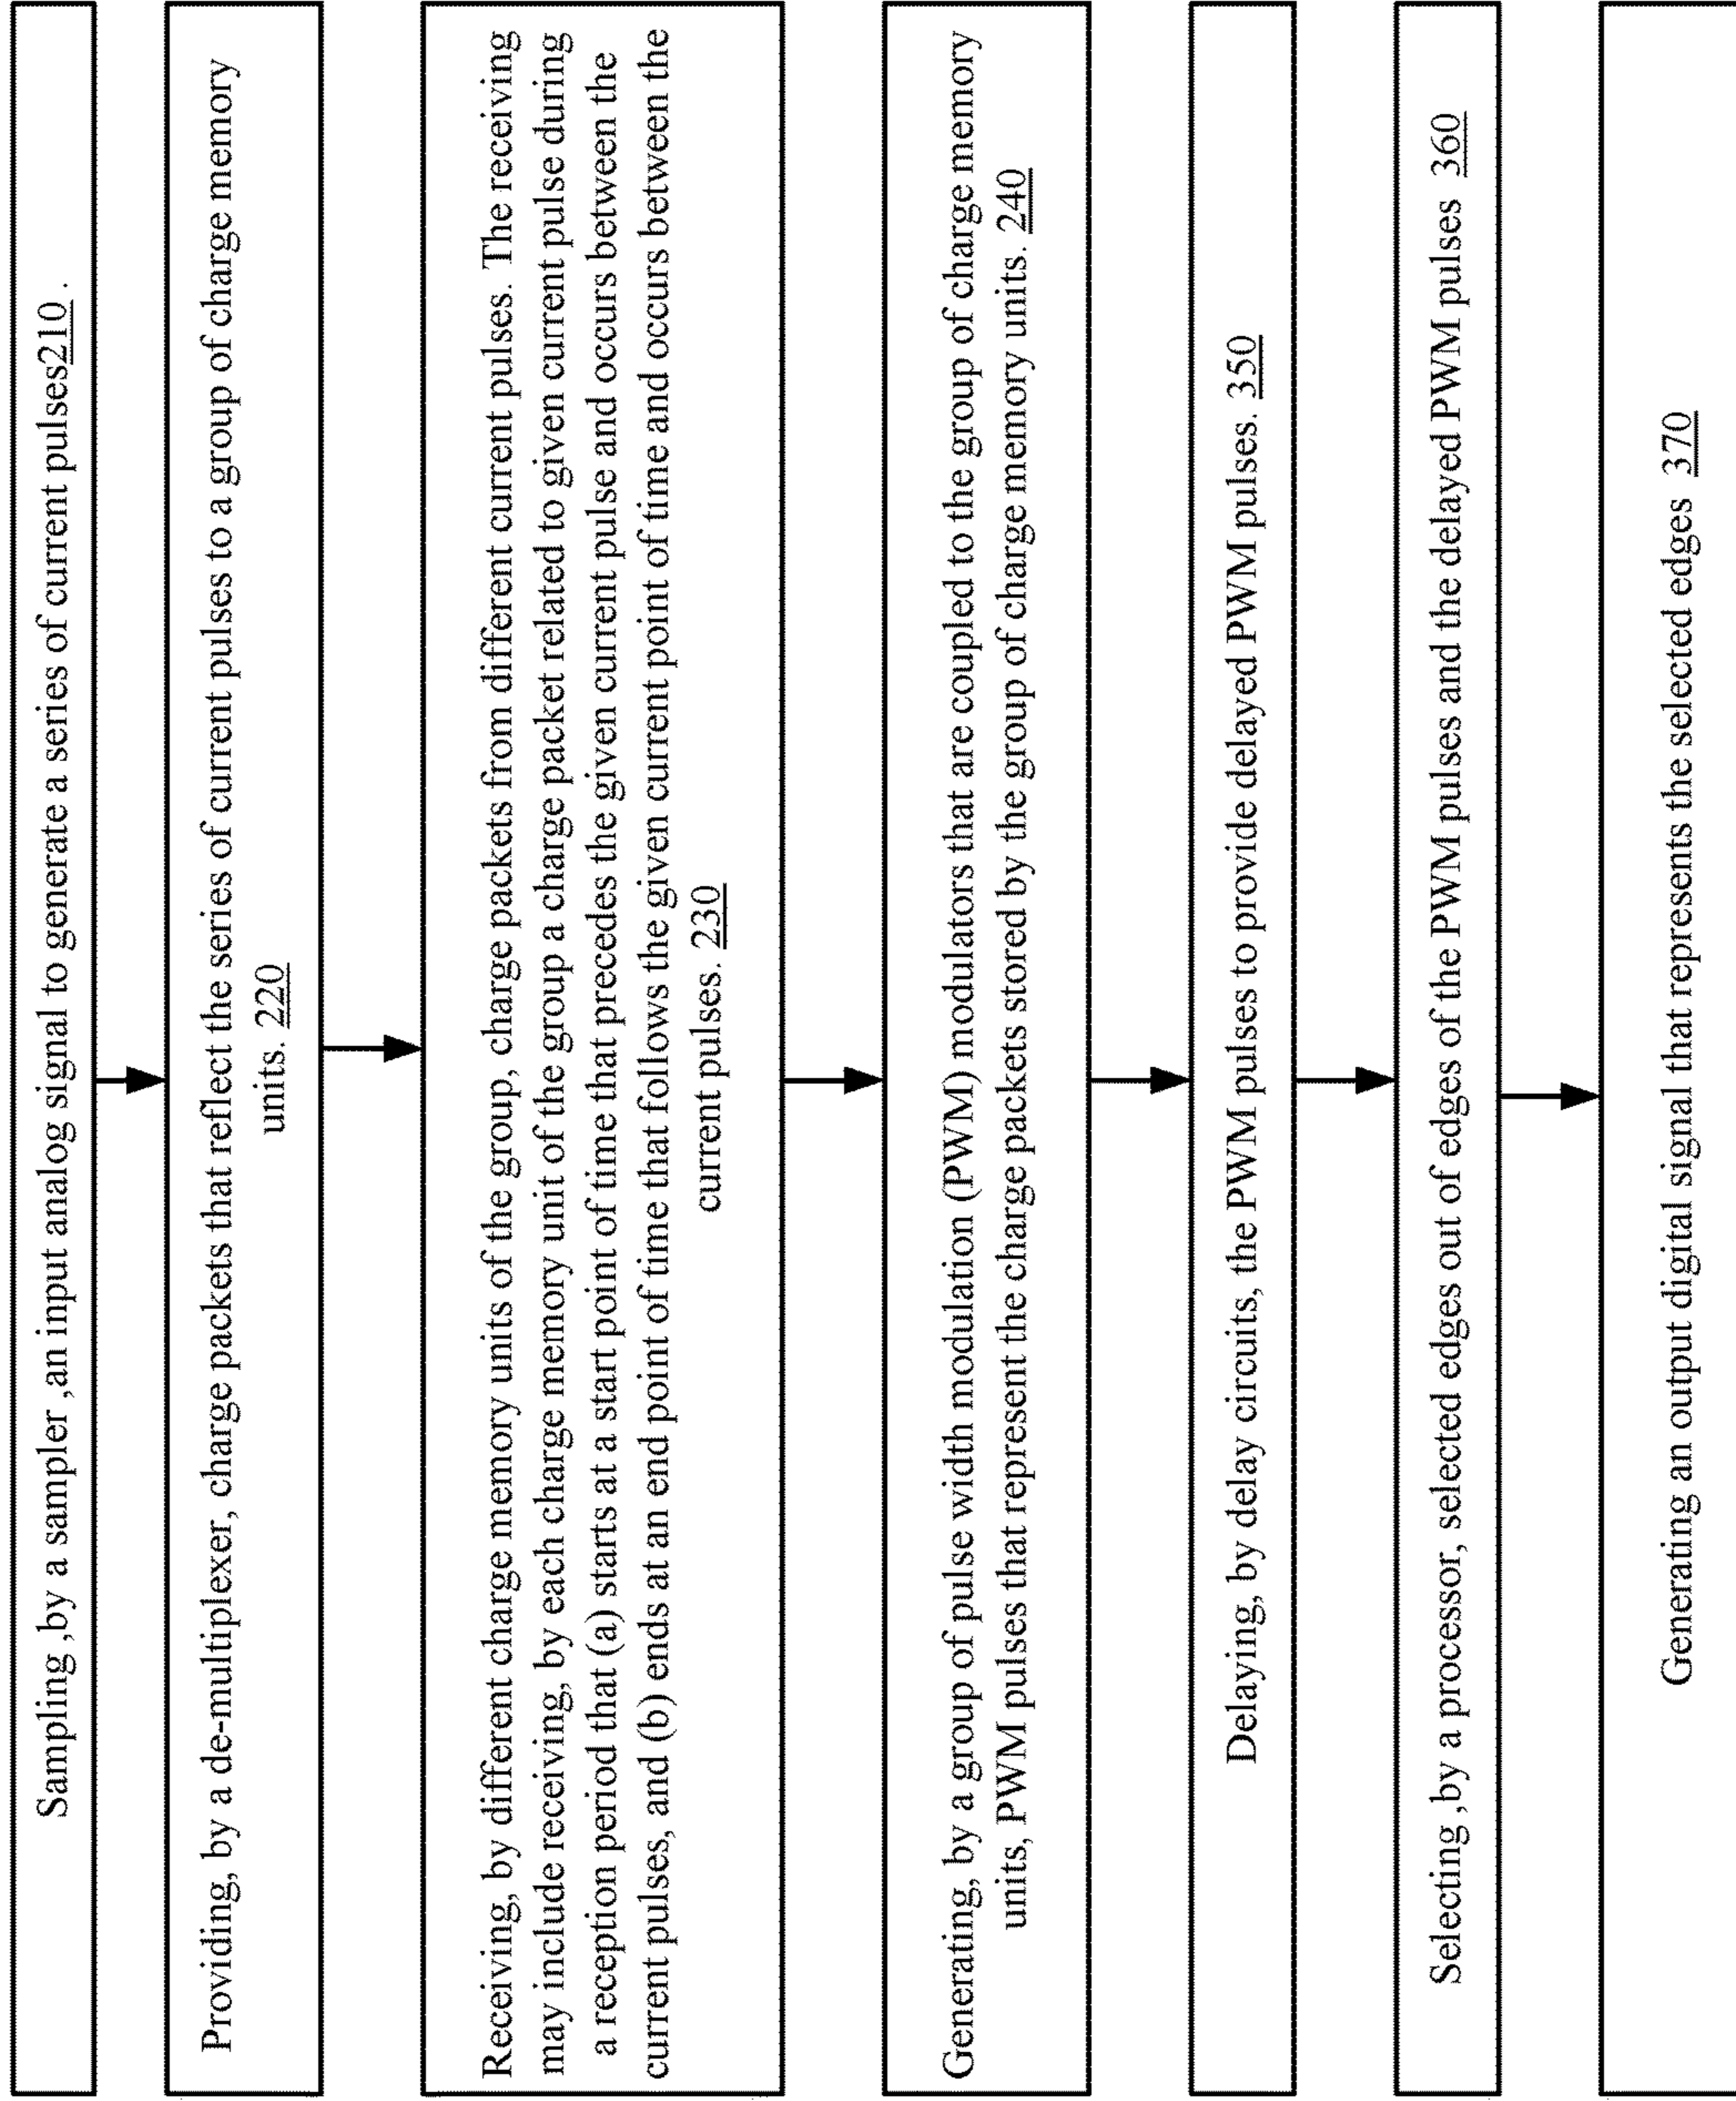 Sampling ,by a sampler ,an input analog signal to generate a series of current pulses210 .
Providing, by a de-multiplexer, charge packets that reflect the series of current pulses to a group of charge memory
units. 220
Receiving, by different charge memory units of the group, charge packets from different current pulses. The receiving
may include receiving, by each charge memory unit of the group a charge packet related to given current pulse during
a reception period that (a) starts at a start point of time that precedes the given current pulse and occurs between the
current pulses, and (b) ends at an end point of time that follows the given current point of time and occurs between the
current pulses. 230
Generating, by a group of pulse width modulation (PWM) modulators that are coupled to the group of charge memory
units, PWM pulses that represent the charge packets stored by the group of charge memory units. 240
Delaying, by delay circuits, the PWM pulses to provide delayed PWM pulses. 350
Selecting ,by a processor, selected edges out of edges of the PWM pulses and the delayed PWM pulses 360
Generating an output digital signal that represents the selected edges 370